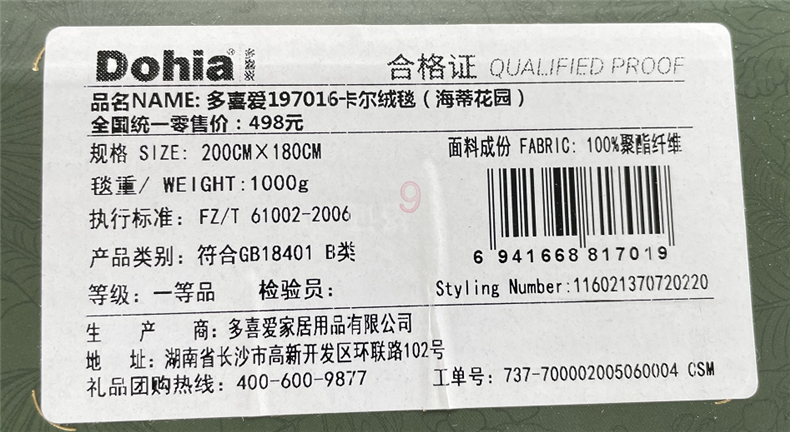 Dohia® 多喜爱
合格证 QUALIFIED PROOF
品名NAME: 多喜爱197016-卡尔绒毯(海蒂花园)
全国统一零售价:498元
规格 SIZE: 200CM×180CM
面料成份 FABRIC: 100%聚酯纤维
毯重/ WEIGHT:1000g
9
执行标准: FZ/T 61002-2006
产品类别: 符合GB18401 B类
6 941668 817019
等级: 一等品 检验员:
Styling Number:116021370720220
生 产 商: 多喜爱家居用品有限公司
地 址: 湖南省长沙市高新开发区环联路102号
礼品团购热线: 400-600-9877
工单号: 737-700002005060004 CSM